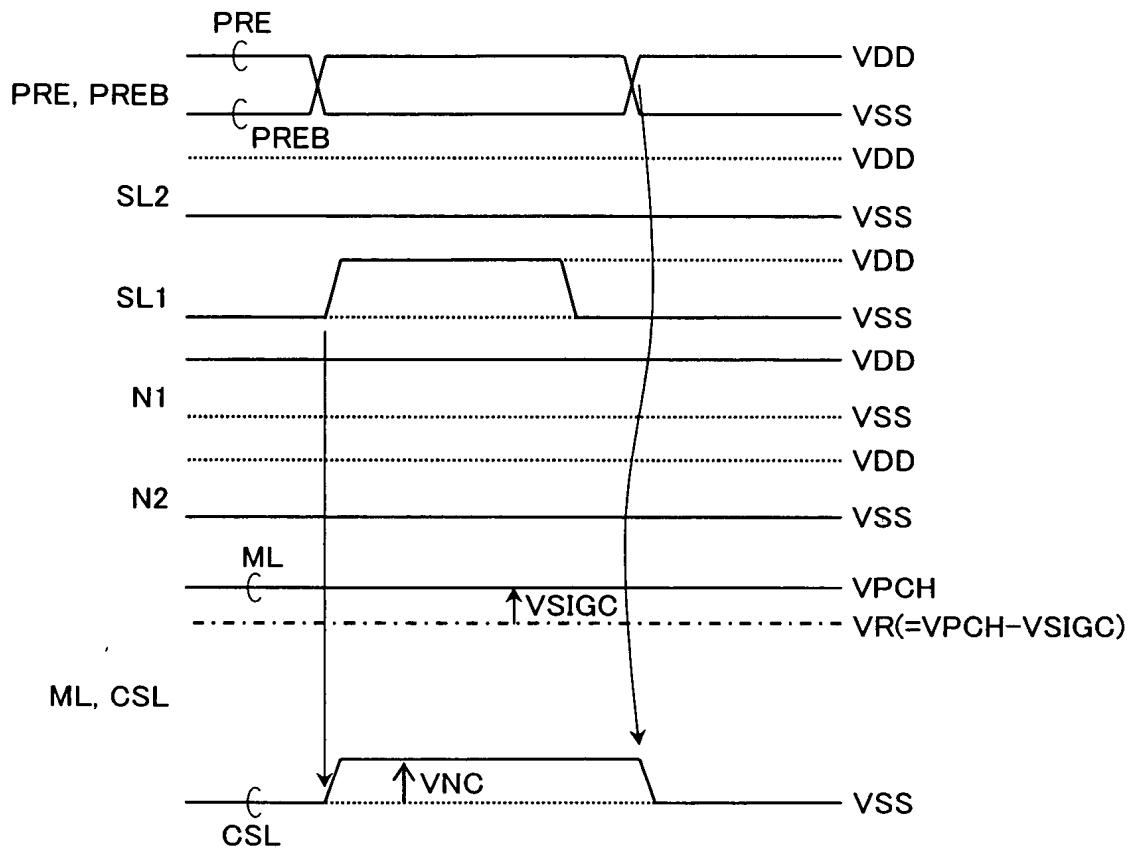 PRE
VDD
PRE, PREB
VSS
PREB
VDD
SL2
VSS
VDD
SL1
VSS
VDD
N1
VSS
VDD
N2
VSS
ML
VPCH
VSIGC
VR(=VPCH-VSIGC)
ML, CSL
VNC
VSS
CSL